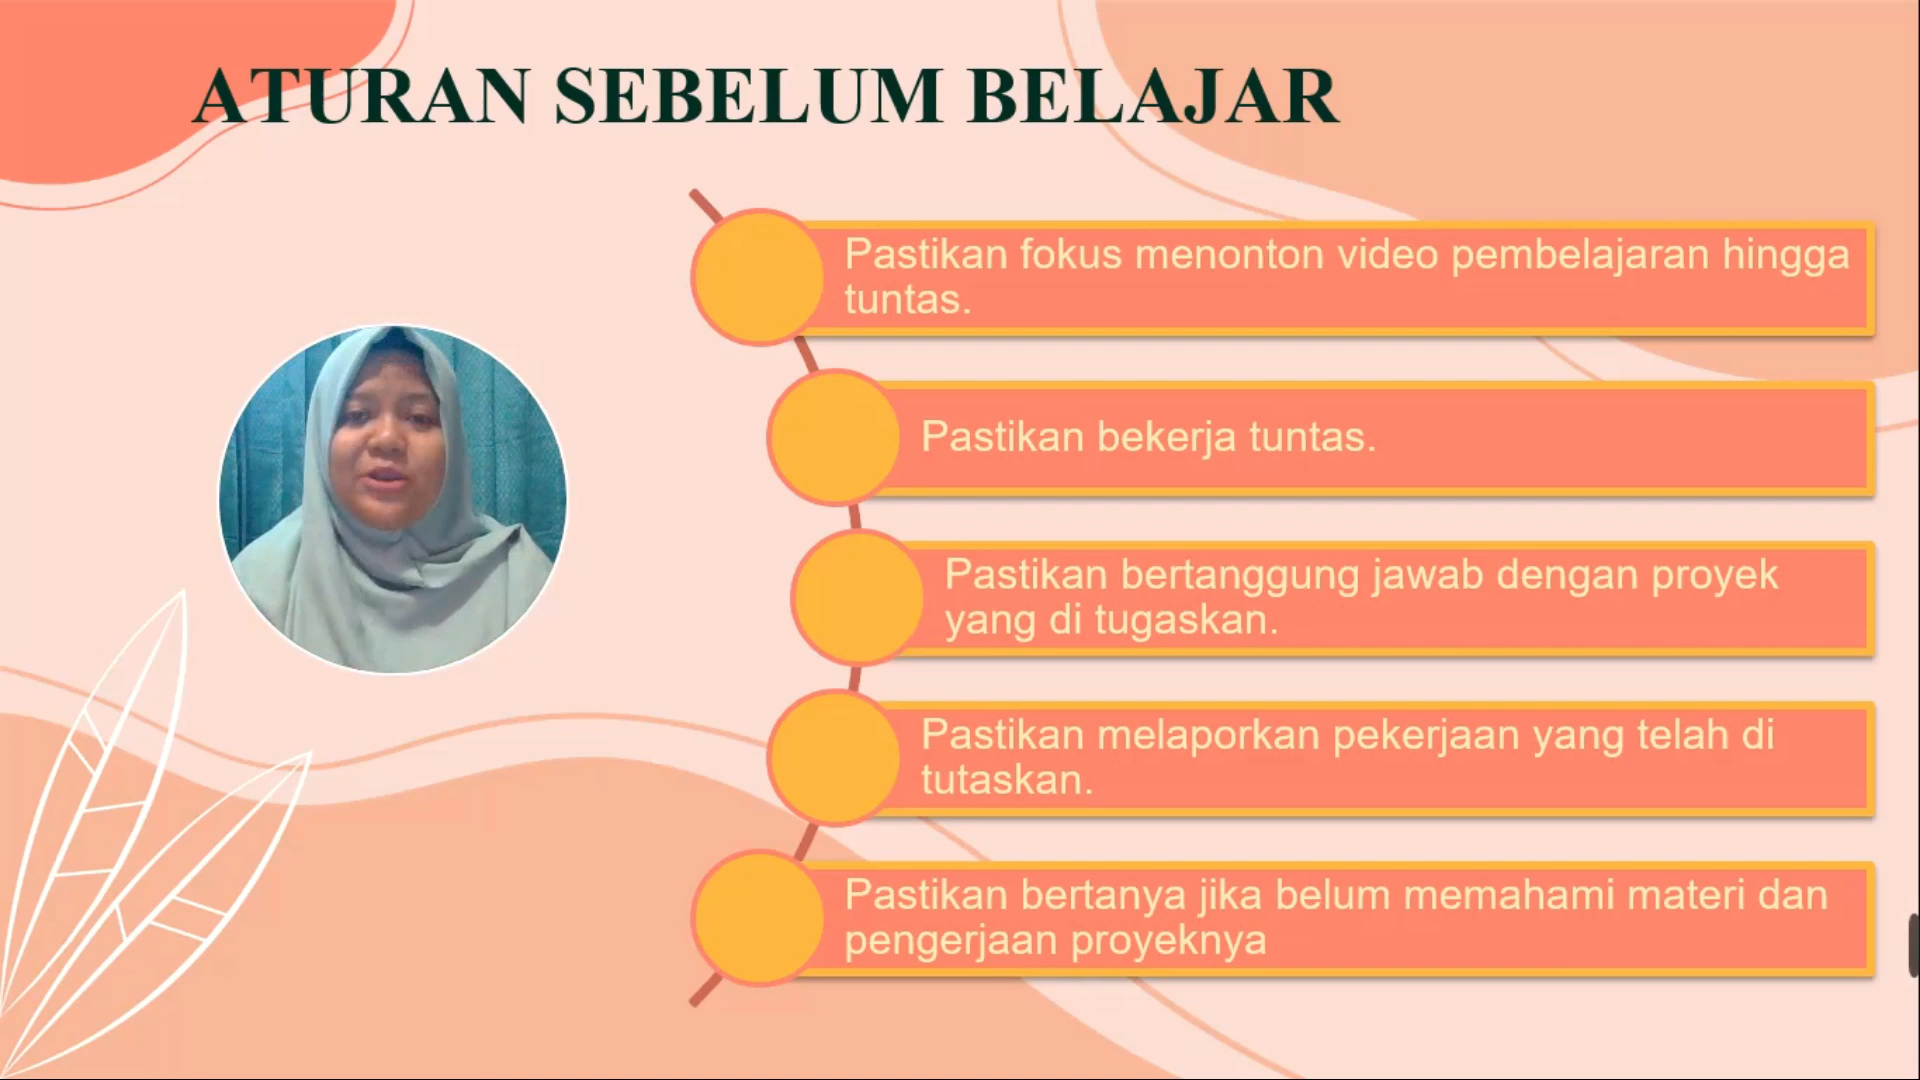 ATURAN SEBELUM BELAJAR
Pastikan fokus menonton video pembelajaran hingga
tuntas.
Pastikan bekerja tuntas.
Pastikan bertanggung jawab dengan proyek
yang di tugaskan.
Pastikan melaporkan pekerjaan yang telah di
tutaskan.
Pastikan bertanya jika belum memahami materi dan
pengerjaan proyeknya